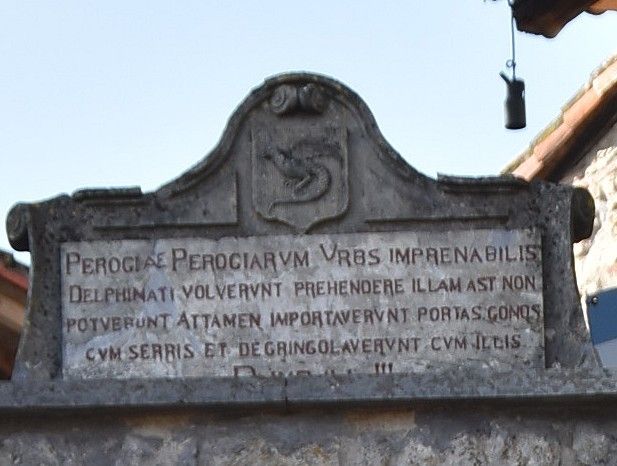 PEROGIAE PEROGIARVM VRBS IMPRENABILIS
DELPHINATI VOLVERVNT PREHENDERE ILLAM AST NON
POTVERUNT ATTAMEN IMPORTAVERVNT PORTAS GONOS
CVM SERRIS ET DEGRINGOLAVERVNT CVM ILLIS